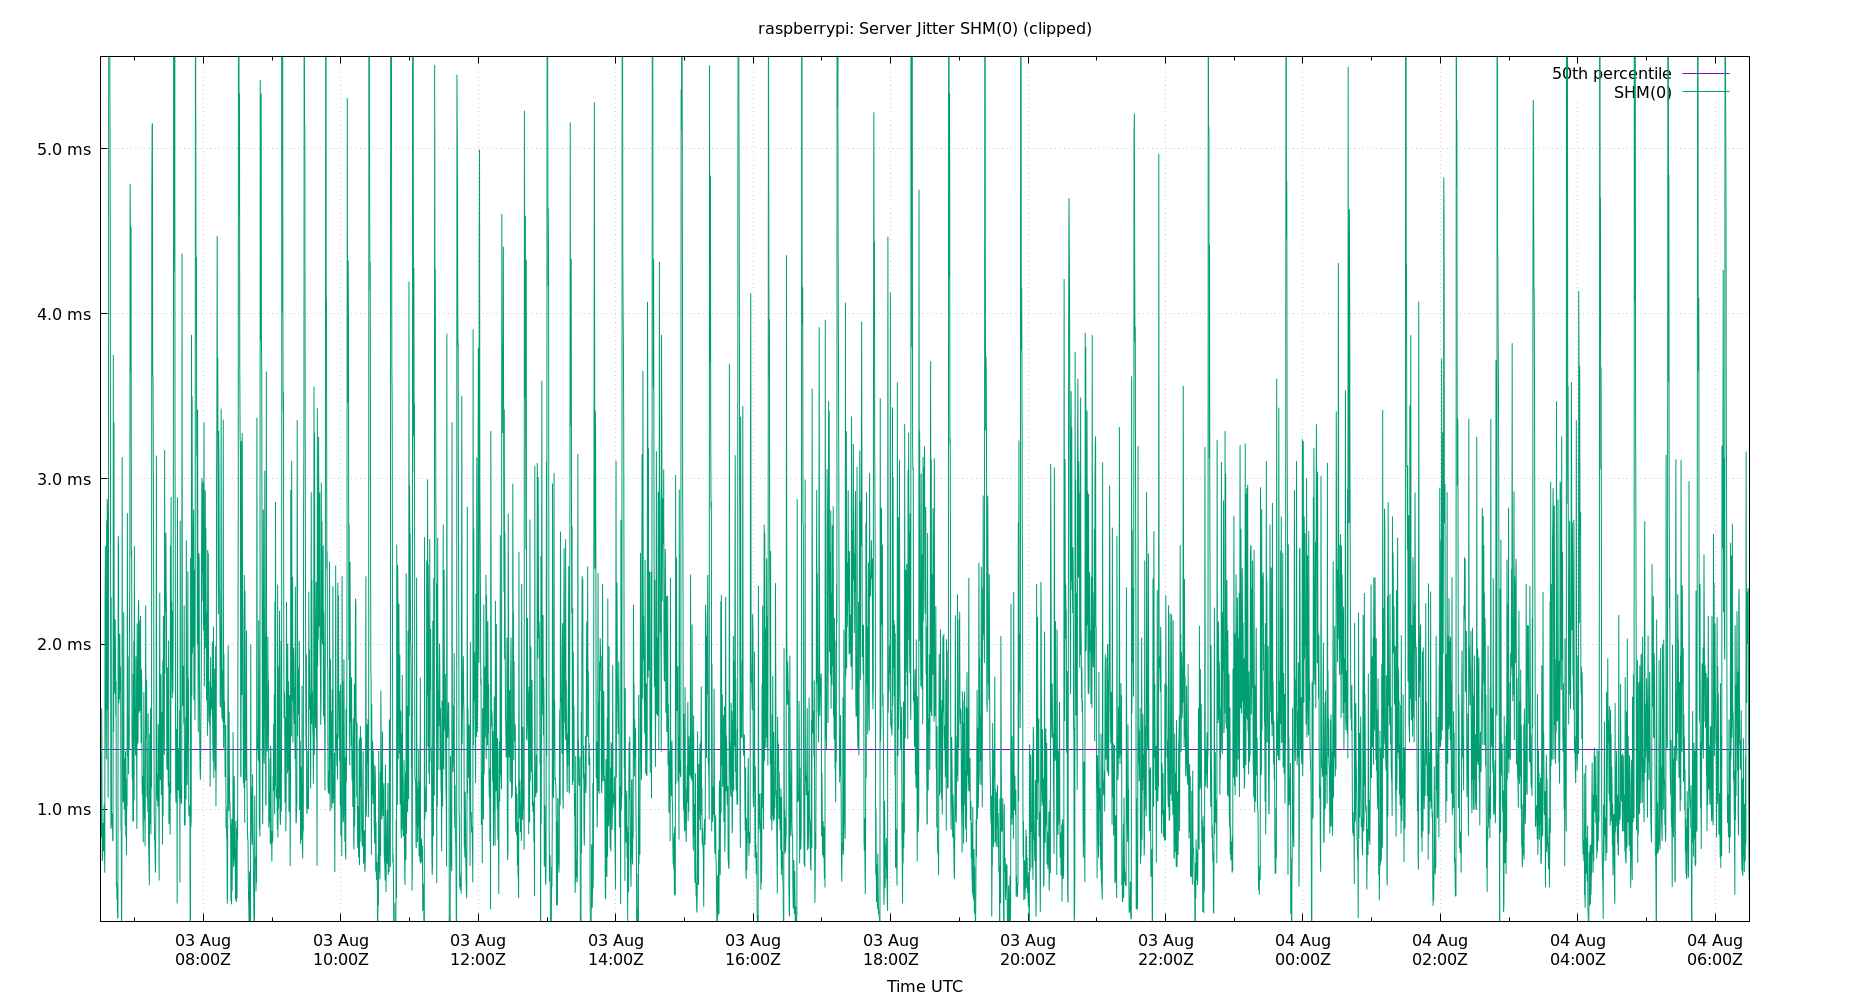 raspberrypi: Server Jitter SHM(0) (clipped)
50th percentile
SHM(0)
5.0 ms
4.0 ms
3.0 ms
2.0 ms
1.0 ms
03 Aug 03 Aug 03 Aug 03 Aug 03 Aug 03 Aug 03 Aug 03 Aug 04 Aug 04 Aug 04 Aug 04 Aug
08:00Z 10:00Z 12:00Z 14:00Z 16:00Z 18:00Z 20:00Z 22:00Z 00:00Z 02:00Z 04:00Z 06:00Z
Time UTC